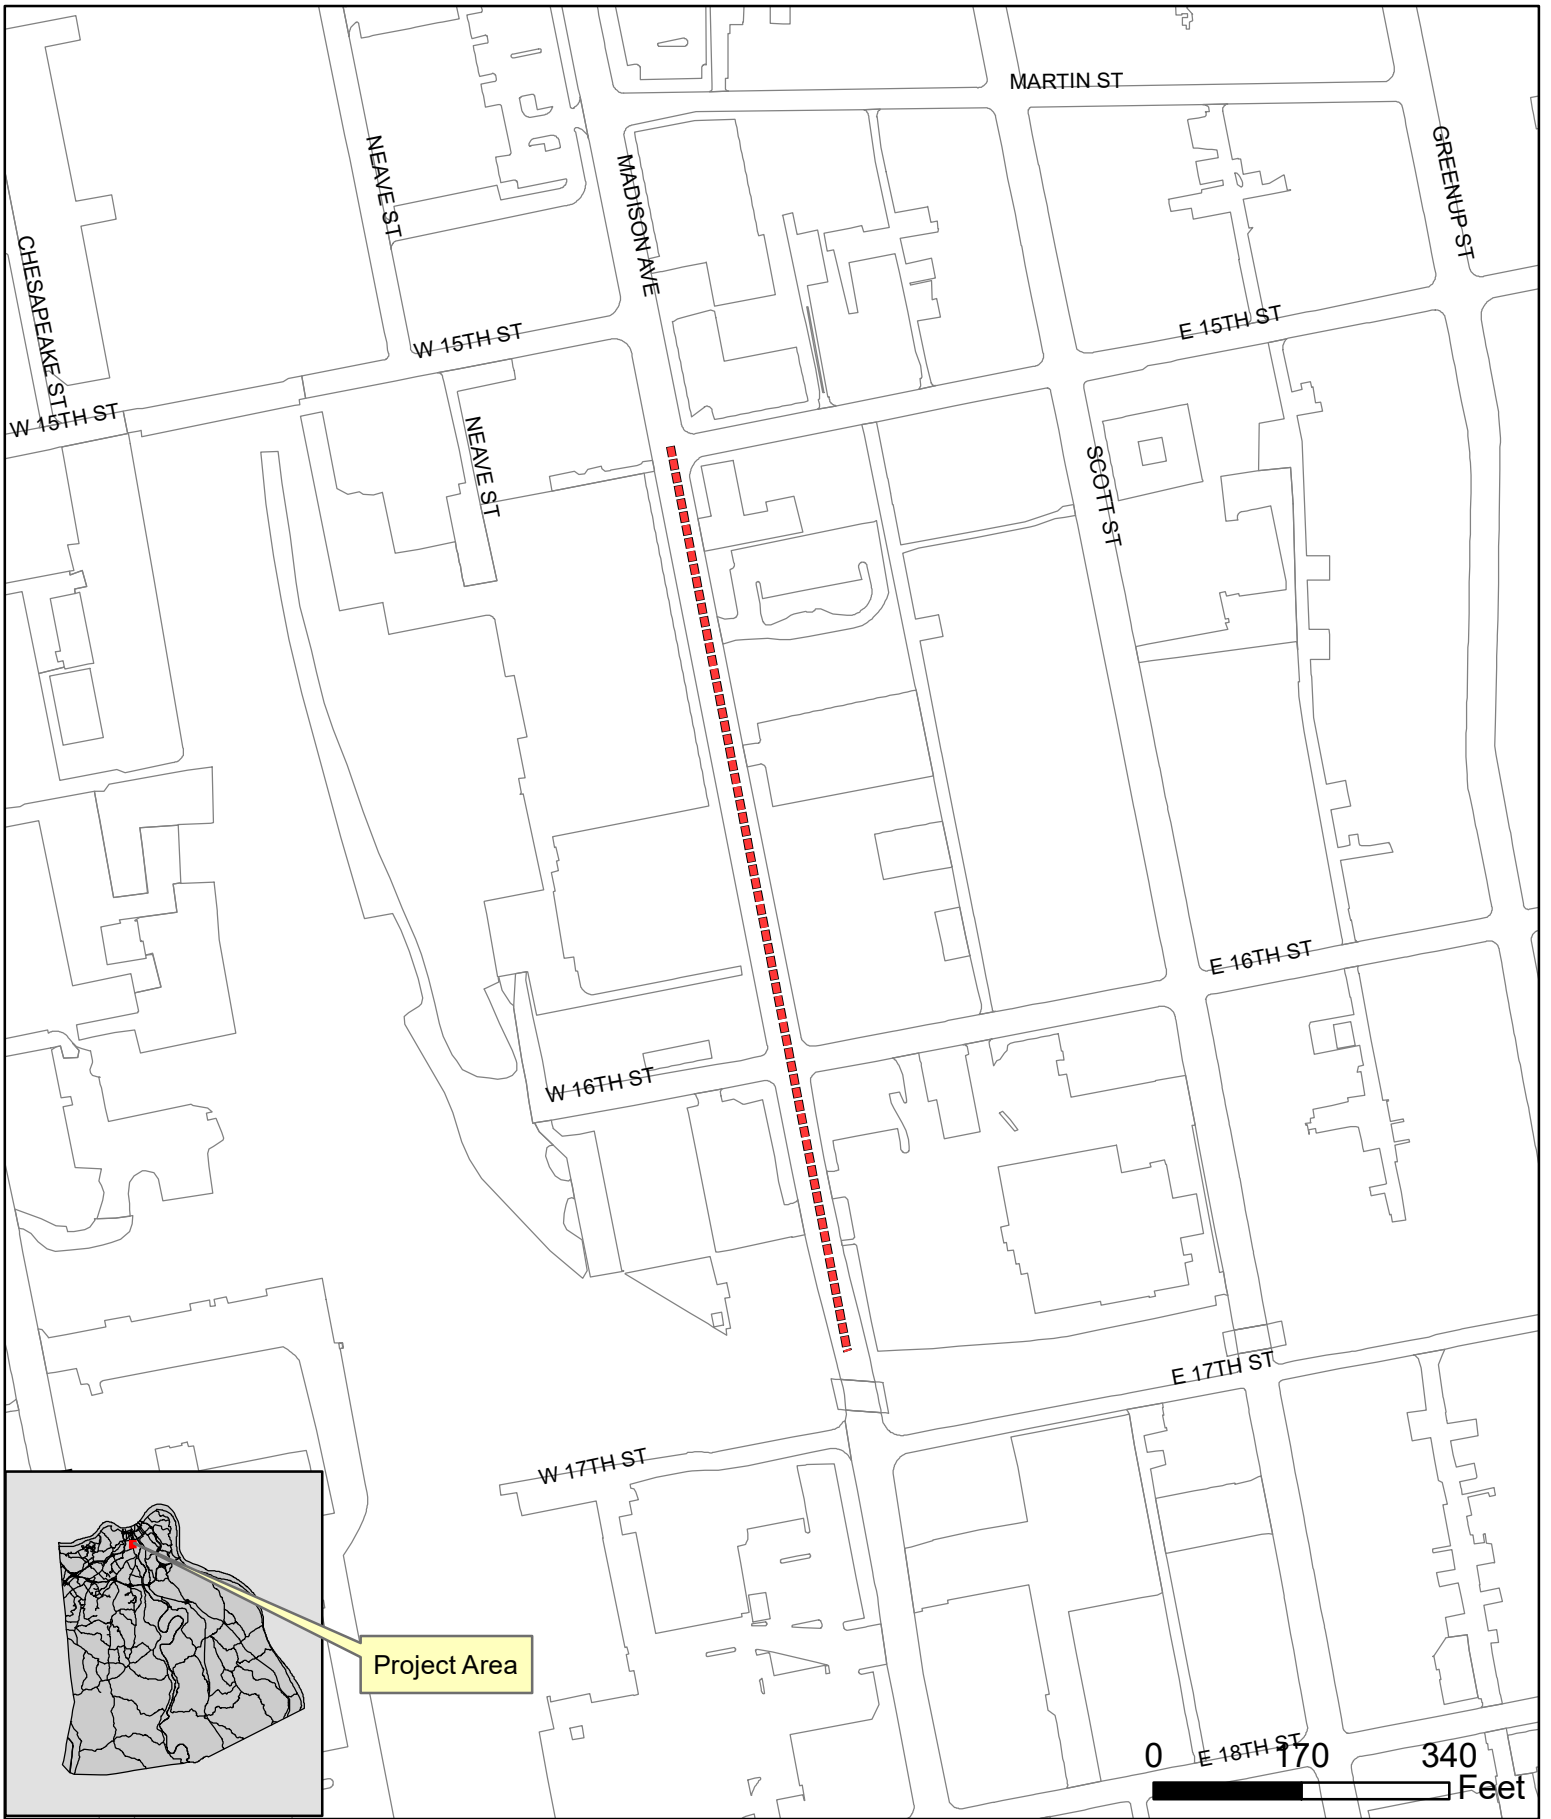 MARTIN ST
NEAVE ST
MADISON AVE
GREENUP ST
CHESAPEAKE ST
W 15TH ST
E 15TH ST
W 15TH ST
NEAVE ST
SCOTT ST
E 16TH ST
W 16TH ST
E 17TH ST
W 17TH ST
Project Area
E 18TH ST
0 170 340
Feet